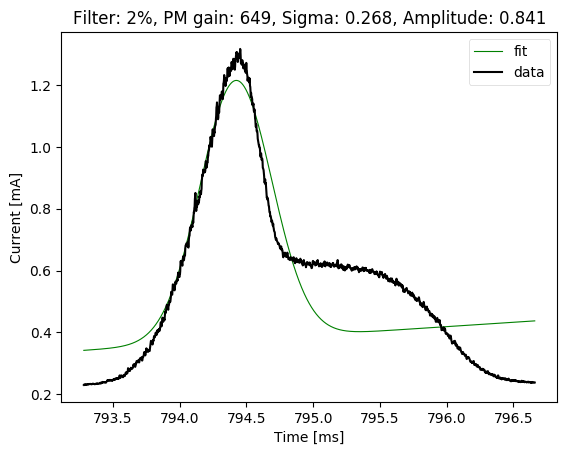 Filter: 2%, PM gain: 649, Sigma: 0.268, Amplitude: 0.841
fit
data
1.2
1.0
0.8
0.6
0.4
0.2
Current [mA]
793.5 794.0 794.5 795.0 795.5 796.0 796.5
Time [ms]